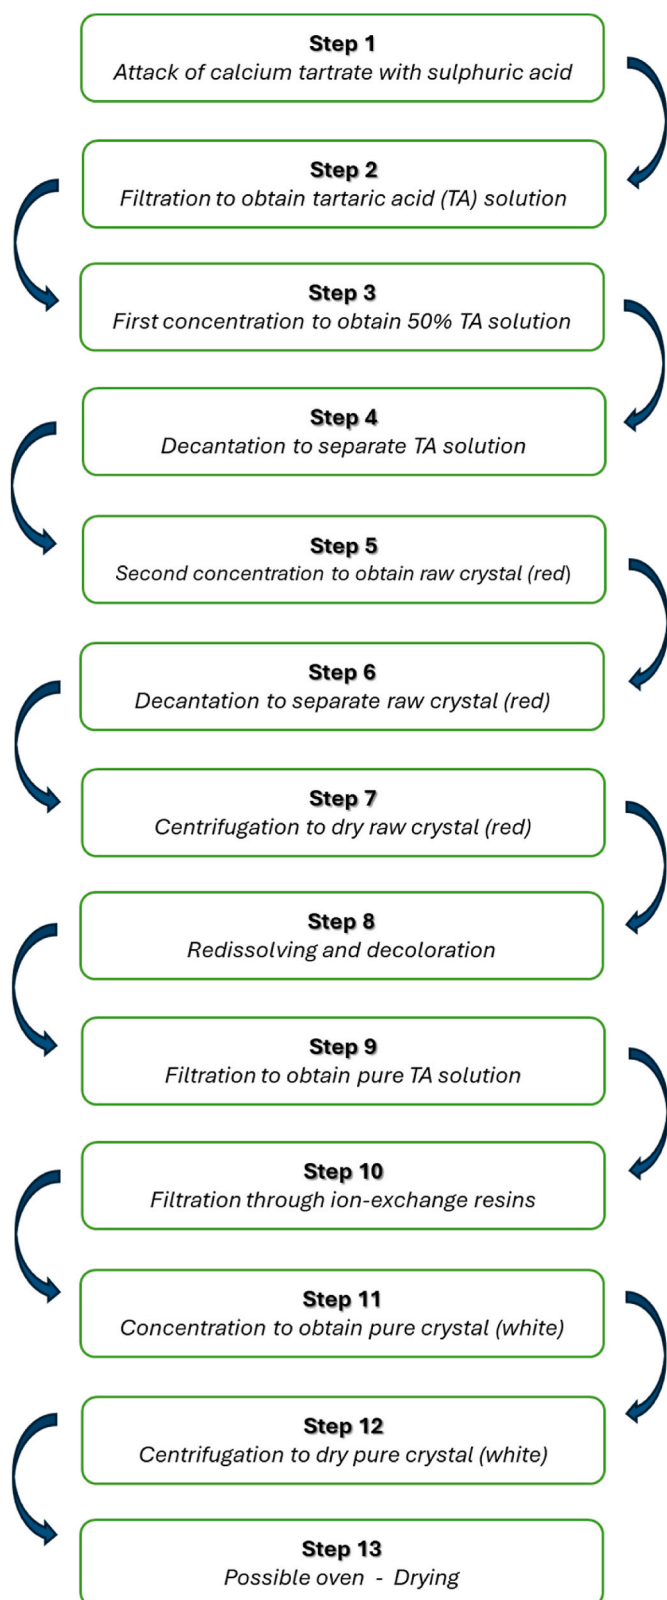 Step 1
Attack of calcium tartrate with sulphuric acid
Step 2
Filtration to obtain tartaric acid (TA) solution
Step 3
First concentration to obtain 50% TA solution
Step 4
Decantation to separate TA solution
Step 5
Second concentration to obtain raw crystal (red)
Step 6
Decantation to separate raw crystal (red)
Step 7
Centrifugation to dry raw crystal (red)
Step 8
Redissolving and decoloration
Step 9
Filtration to obtain pure TA solution
Step 10
Filtration through ion-exchange resins
Step 11
Concentration to obtain pure crystal (white)
Step 12
Centrifugation to dry pure crystal (white)
Step 13
Possible oven - Drying